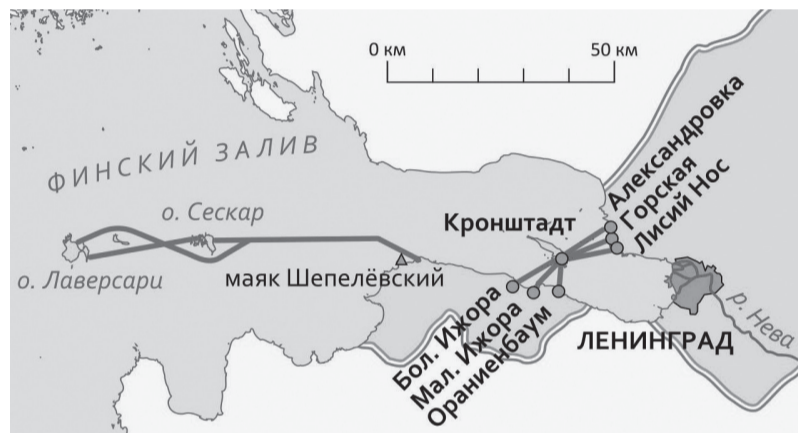 0 км 50 км
ФИНСКИЙ ЗАЛИВ
о. Сескар
о. Лаверсари
маяк Шепелёвский
Кронштадт
Александровка
Горская
Лисий Нос
Бол. Ижора
Мал. Ижора
Ораниенбаум
ЛЕНИНГРАД
р. Нева